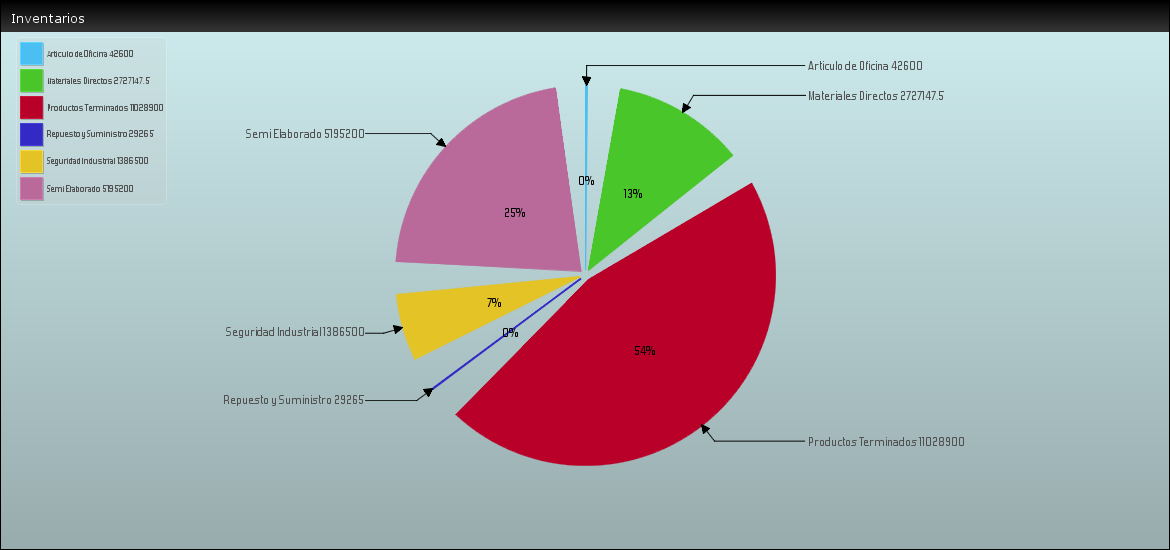 Inventarios
Articulo de Oficina 42600
Materiales Directos 2727147.5
Productos Terminados 11028900
Repuesto y Suministro 29265
Seguridad Industrial 1386500
Semi Elaborado 5195200
Articulo de Oficina 42600
Materiales Directos 2727147.5
Semi Elaborado 5195200
0%
13%
25%
7%
Seguridad Industrial 1386500
0%
54%
Repuesto y Suministro 29265
Productos Terminados 11028900